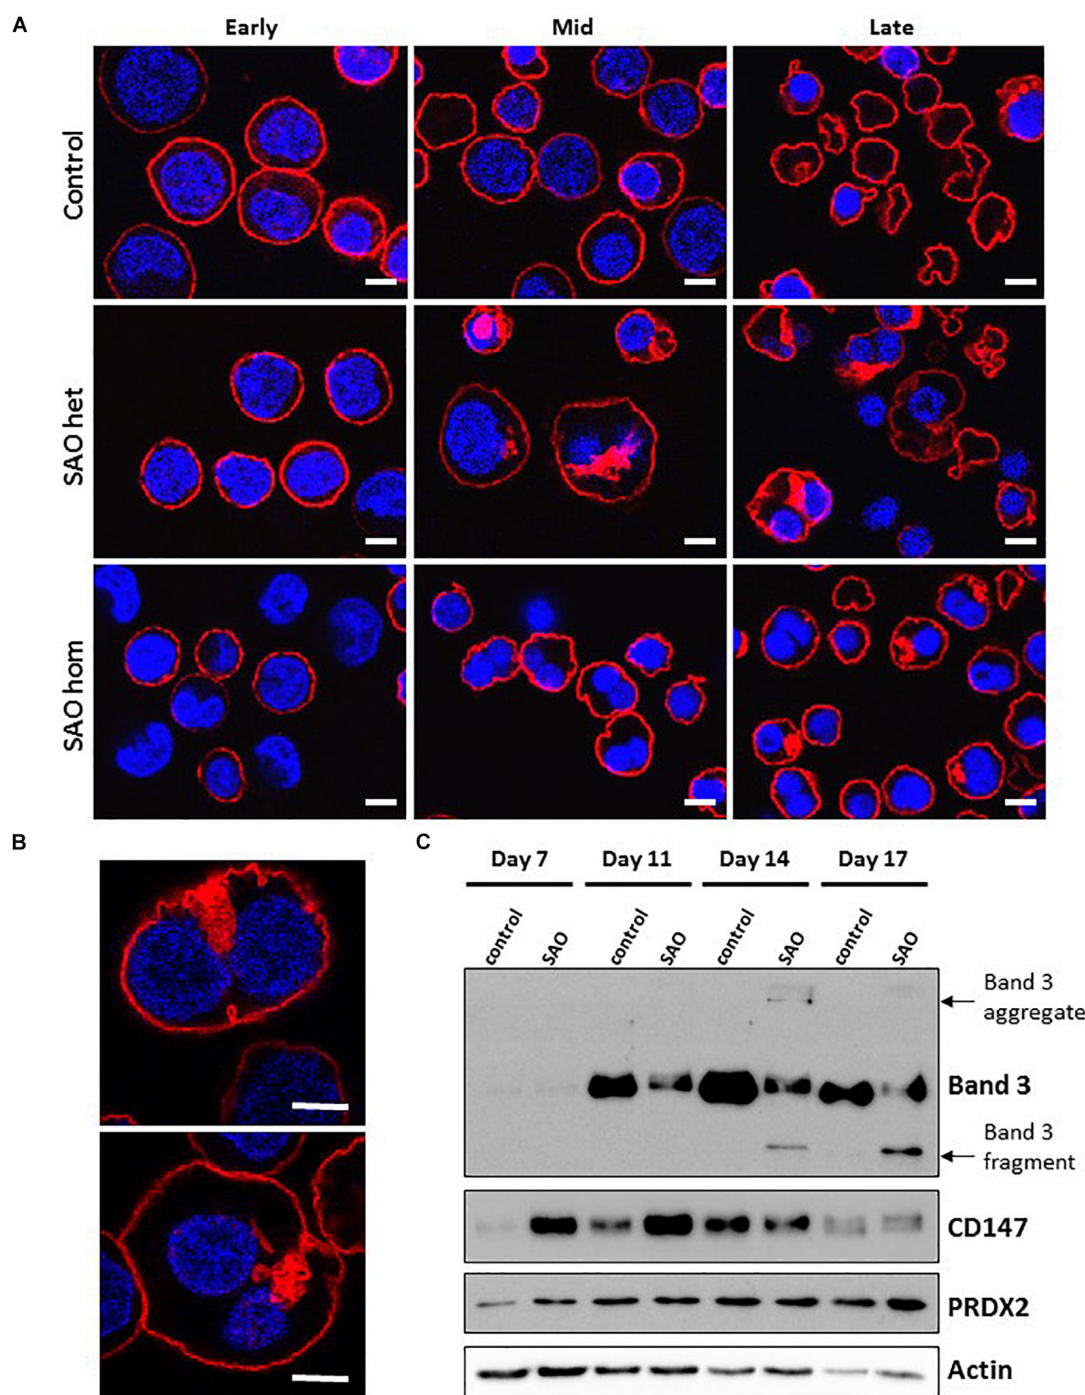 A
Early Mid Late
Control
SAO het
SAO hom
B
C
Day 7 Day 11 Day 14 Day 17
control SAO control SAO control SAO control SAO
Band 3
aggregate
Band 3
Band 3
fragment
CD147
PRDX2
Actin